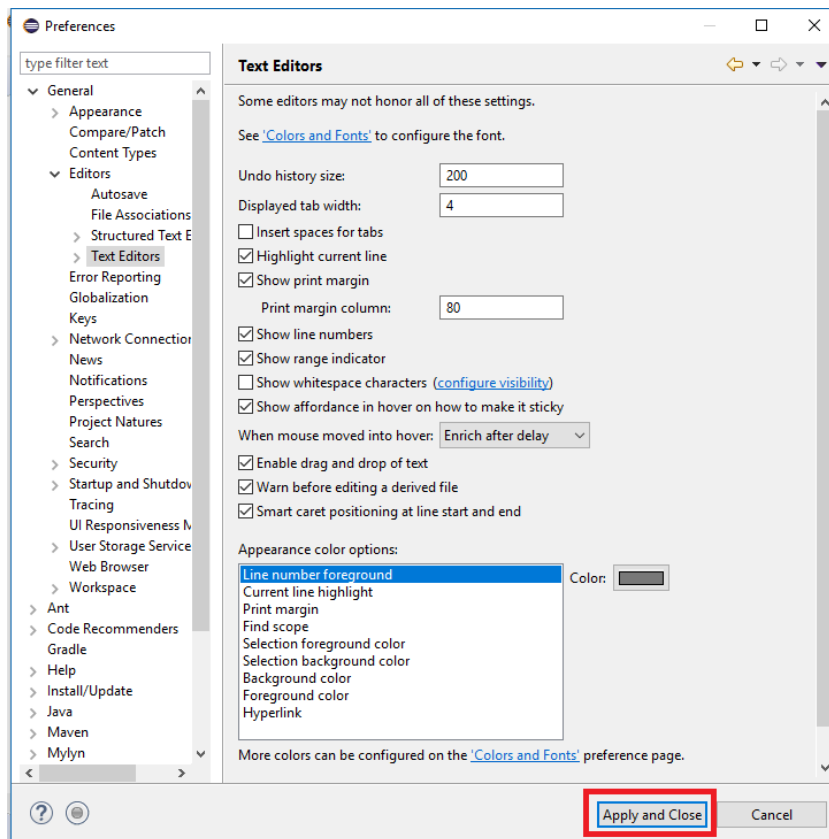 Preferences
type filter text
General
Appearance
Compare/Patch
Content Types
Editors
Autosave
File Associations
Structured Text E
Text Editors
Error Reporting
Globalization
Keys
Network Connection
News
Notifications
Perspectives
Project Natures
Search
Security
Startup and Shutdov
Tracing
UI Responsiveness M
User Storage Service
Web Browser
Workspace
Ant
Code Recommenders
Gradle
Help
Install/Update
Java
Maven
Mylyn
Text Editors
Some editors may not honor all of these settings.
See 'Colors and Fonts' to configure the font.
Undo history size: 200
Displayed tab width: 4
Insert spaces for tabs
Highlight current line
Show print margin
Print margin column: 80
Show line numbers
Show range indicator
Show whitespace characters (configure visibility)
Show affordance in hover on how to make it sticky
When mouse moved into hover: Enrich after delay
Enable drag and drop of text
Warn before editing a derived file
Smart caret positioning at line start and end
Appearance color options:
Line number foreground
Current line highlight
Print margin
Find scope
Selection foreground color
Selection background color
Background color
Foreground color
Hyperlink
Color:
More colors can be configured on the 'Colors and Fonts' preference page.
? Apply and Close Cancel